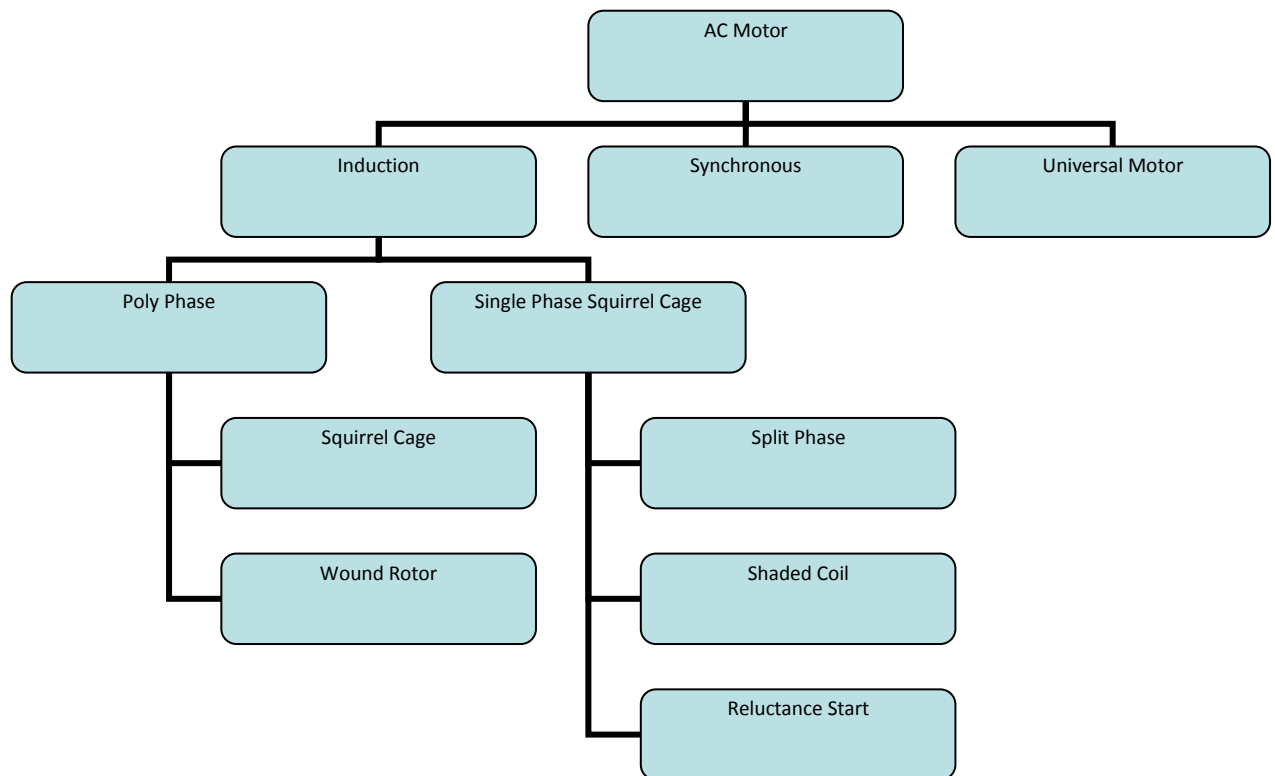 AC Motor
Induction
Synchronous
Universal Motor
Poly Phase
Single Phase Squirrel Cage
Squirrel Cage
Split Phase
Wound Rotor
Shaded Coil
Reluctance Start